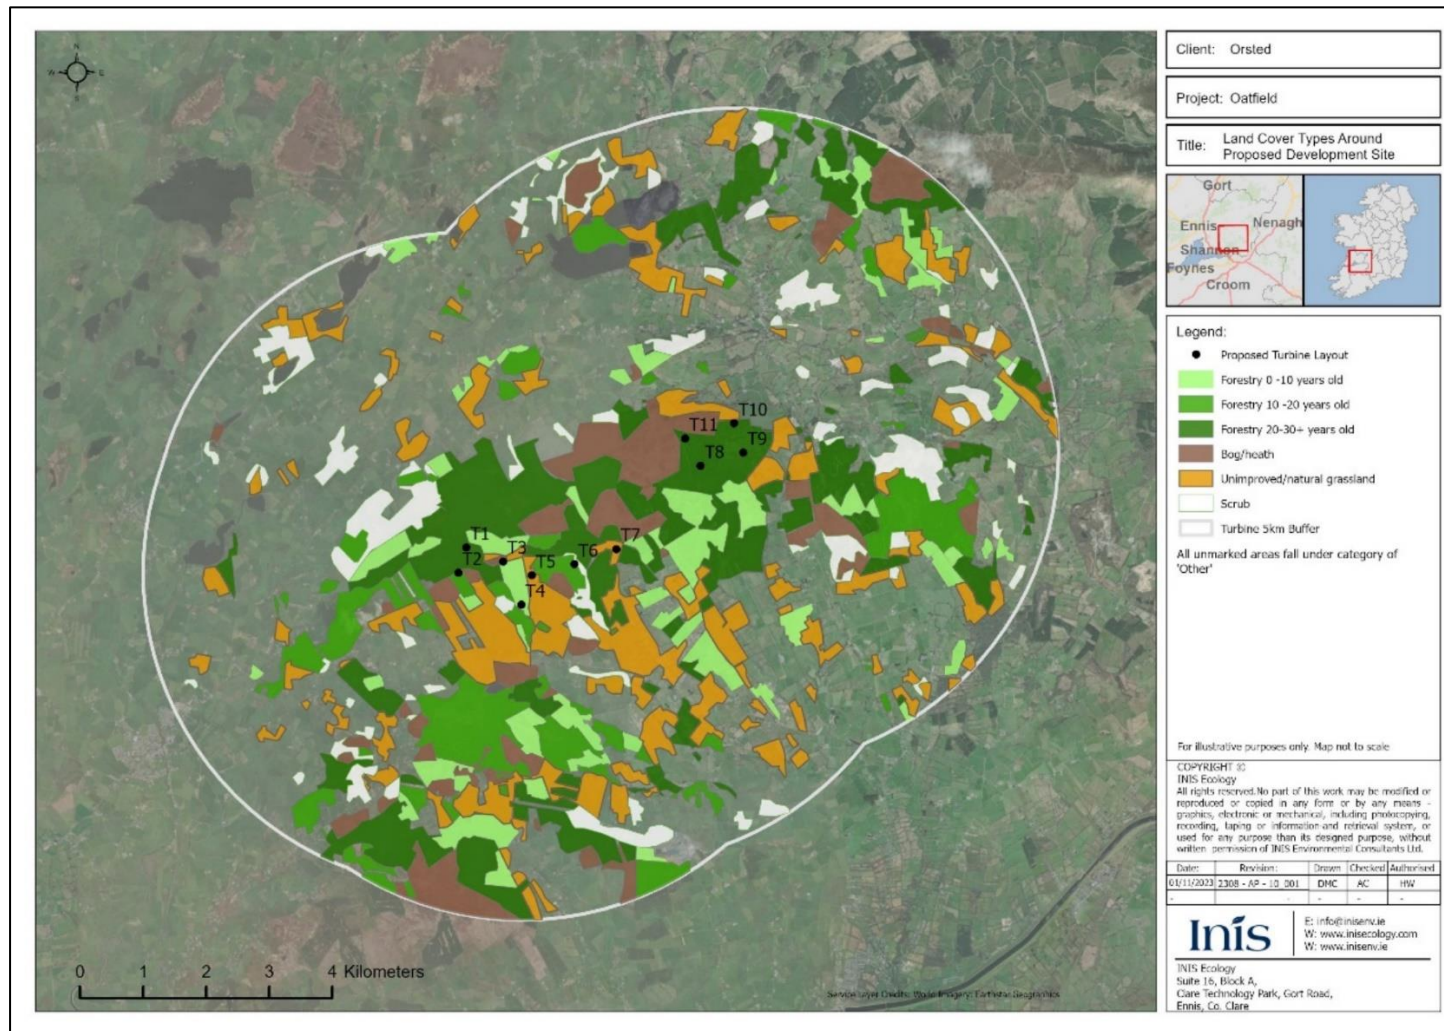 N
W E
S
T10
T11
T9
T8
T1
T7
T3
T6
T2
T5
T4
0 1 2 3 4 Kilometers
Service Layer Credits: World Imagery: Earthstar Geographics
Client: Orsted
Project: Oatfield
Title: Land Cover Types Around
Proposed Development Site
Gort
Ennis
Nenagh
Shannon
Foynes
Croom
Legend:
Proposed Turbine Layout
Forestry 0 -10 years old
Forestry 10 -20 years old
Forestry 20-30+ years old
Bog/heath
Unimproved/natural grassland
Scrub
Turbine 5km Buffer
All unmarked areas fall under category of
'Other'
For illustrative purposes only. Map not to scale
COPYRIGHT ©
INIS Ecology
All rights reserved.No part of this work may be modified or
reproduced or copied in any form or by any means -
graphics, electronic or mechanical, including photocopying,
recording, taping or information and retrieval system, or
used for any purpose than its designed purpose, without
written permission of INIS Environmental Consultants Ltd.
Date: Revision: Drawn Checked Authorised
01/11/2023 2308 - AP - 10_001 DMC AC HW
- - - - -
Inis
E: info@inisenv.ie
W: www.inisecology.com
W: www.inisenv.ie
INIS Ecology
Suite 16, Block A,
Clare Technology Park, Gort Road,
Ennis, Co. Clare